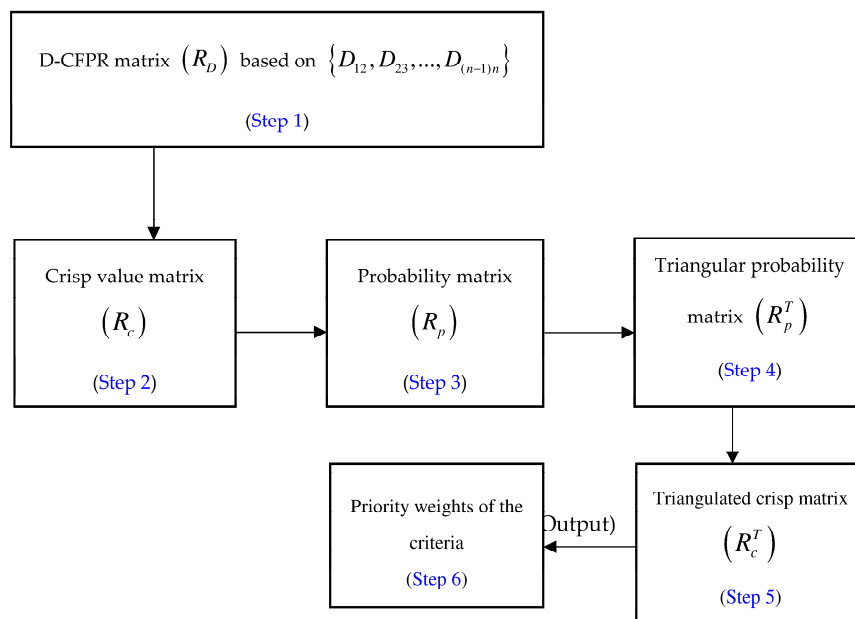 D-CFPR matrix (R_D) based on {D_12, D_23, ..., D_(n−1)n}
(Step 1)
Crisp value matrix
(R_c)
(Step 2)
Probability matrix
(R_p)
(Step 3)
Triangular probability
matrix (R_p^T)
(Step 4)
Triangulated crisp matrix
(R_c^T)
(Step 5)
Output)
Priority weights of the
criteria
(Step 6)